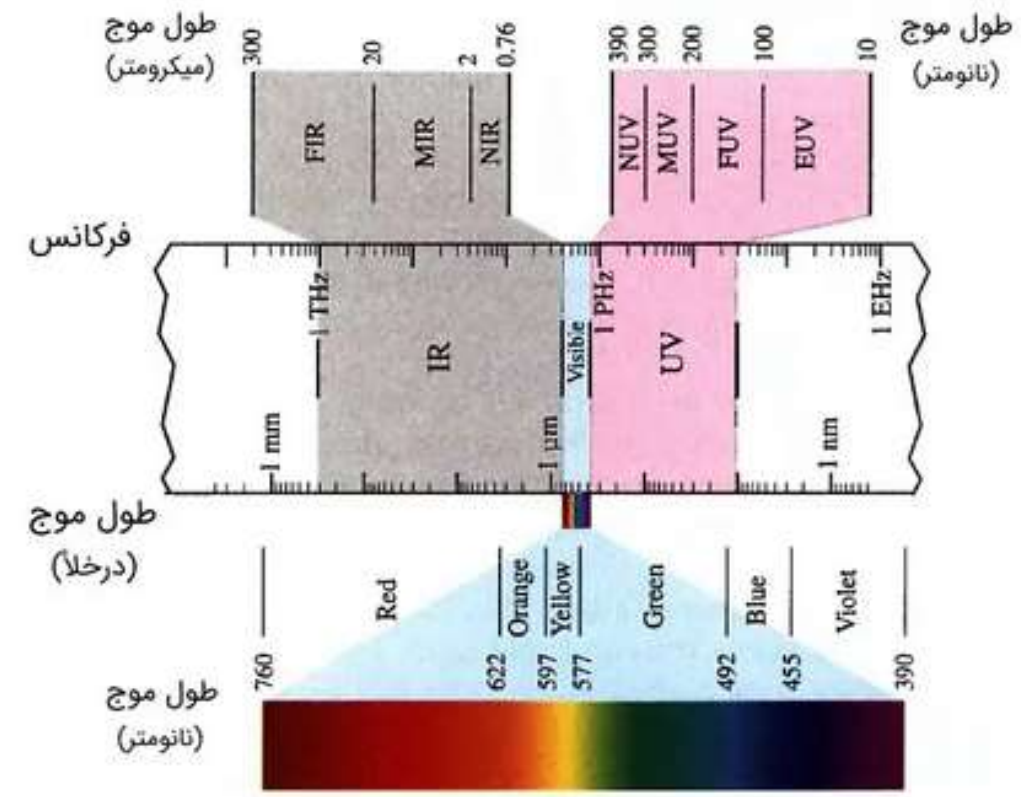 طول موج
(میکرومتر)
300
20
2
0.76
390
300
200
100
10
طول موج
(نانومتر)
FIR
MIR
NIR
NUV
MUV
FUV
EUV
فرکانس
1 THz
1 PHz
1 EHz
IR
Visible
UV
1 mm
1 µm
1 nm
طول موج
(درخلأ)
Red
Orange
Yellow
Green
Blue
Violet
760
622
597
577
492
455
390
طول موج
(نانومتر)